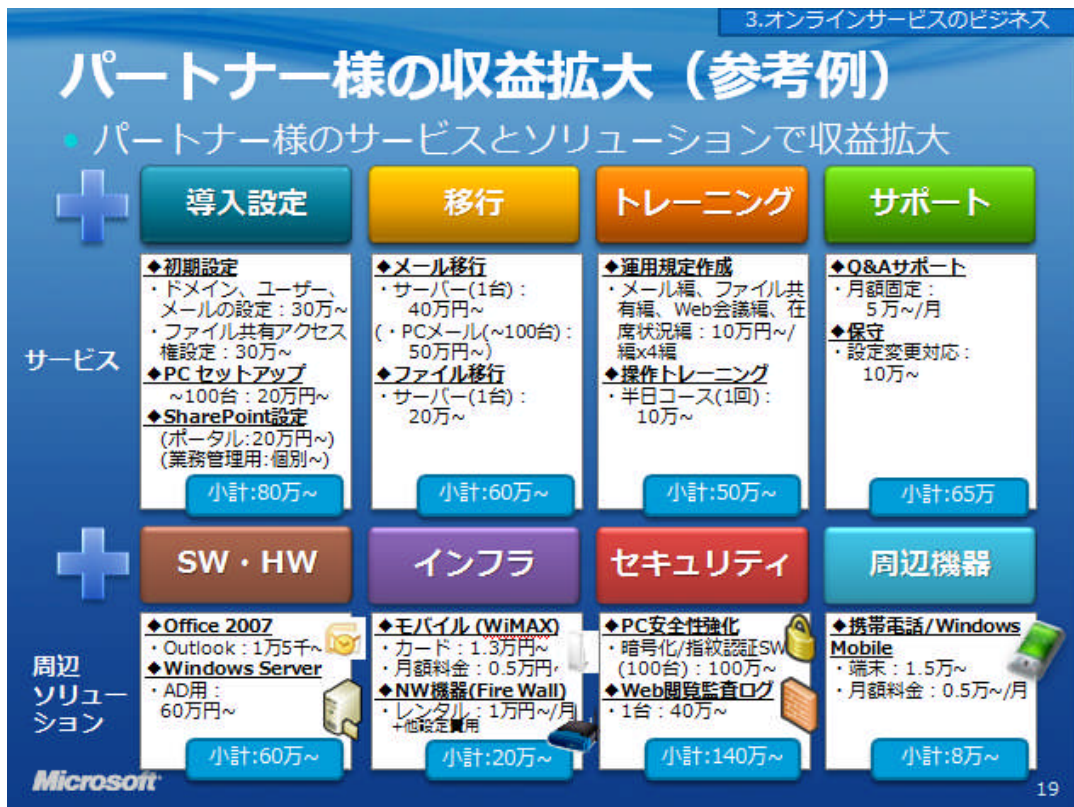 3.オンラインサービスのビジネス
パートナー様の収益拡大（参考例）
• パートナー様のサービスとソリューションで収益拡大
導入設定
移行
トレーニング
サポート
サービス
◆初期設定
・ドメイン、ユーザー、
メールの設定：30万~
・ファイル共有アクセス
権設定：30万~
◆PC セットアップ
~100台：20万円~
◆SharePoint設定
(ポータル:20万円~)
(業務管理用:個別~)
小計:80万~
◆メール移行
・サーバー(1台)：
40万円~
(・PCメール(~100台)：
50万円~）
◆ファイル移行
・サーバー(1台)：
20万~
小計:60万~
◆運用規定作成
・メール編、ファイル共
有編、Web会議編、在
席状況編：10万円~/
編x4編
◆操作トレーニング
・半日コース(1回)：
10万~
小計:50万~
◆Q&Aサポート
・月額固定：
５万~/月
◆保守
・設定変更対応：
10万~
小計:65万
SW・HW
インフラ
セキュリティ
周辺機器
周辺
ソリュー
ション
◆Office 2007
・Outlook：1万5千~
◆Windows Server
・AD用：
60万円~
小計:60万~
◆モバイル (WiMAX)
・カード：1.3万円~
・月額料金：0.5万円
◆NW機器(Fire Wall)
・レンタル：1万円~/月
+他設定費用
小計:20万~
◆PC安全性強化
・暗号化/指紋認証SW
(100台)：100万~
◆Web閲覧監査ログ
・1台：40万~
小計:140万~
◆携帯電話/Windows
Mobile
・端末：1.5万~
・月額料金：0.5万~/月
小計:8万~
Microsoft
19